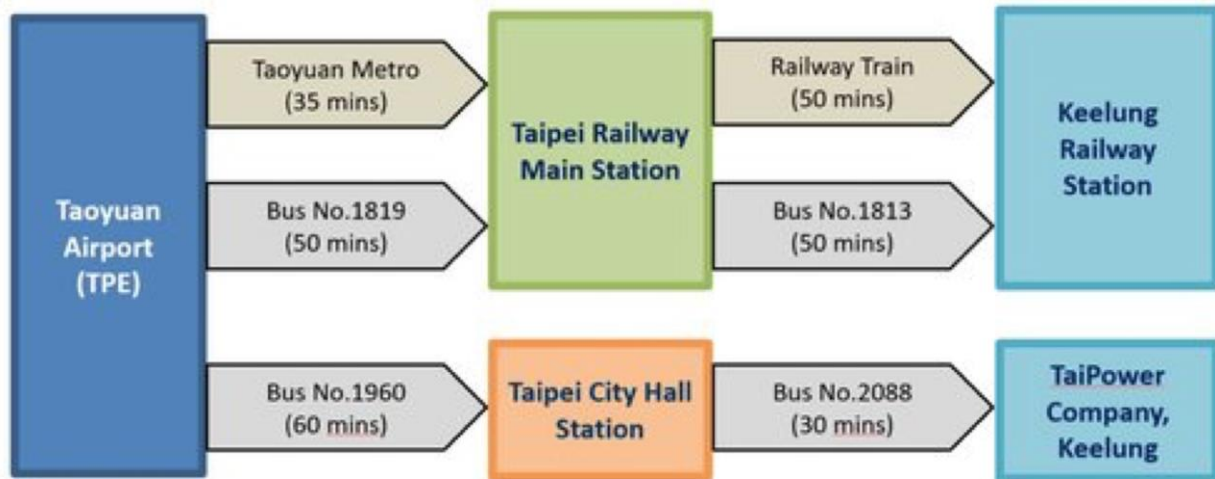 Taoyuan
Airport
(TPE)
Taoyuan Metro
(35 mins)
Bus No.1819
(50 mins)
Bus No.1960
(60 mins)
Taipei Railway
Main Station
Taipei City Hall
Station
Railway Train
(50 mins)
Bus No.1813
(50 mins)
Bus No.2088
(30 mins)
Keelung
Railway
Station
TaiPower
Company,
Keelung